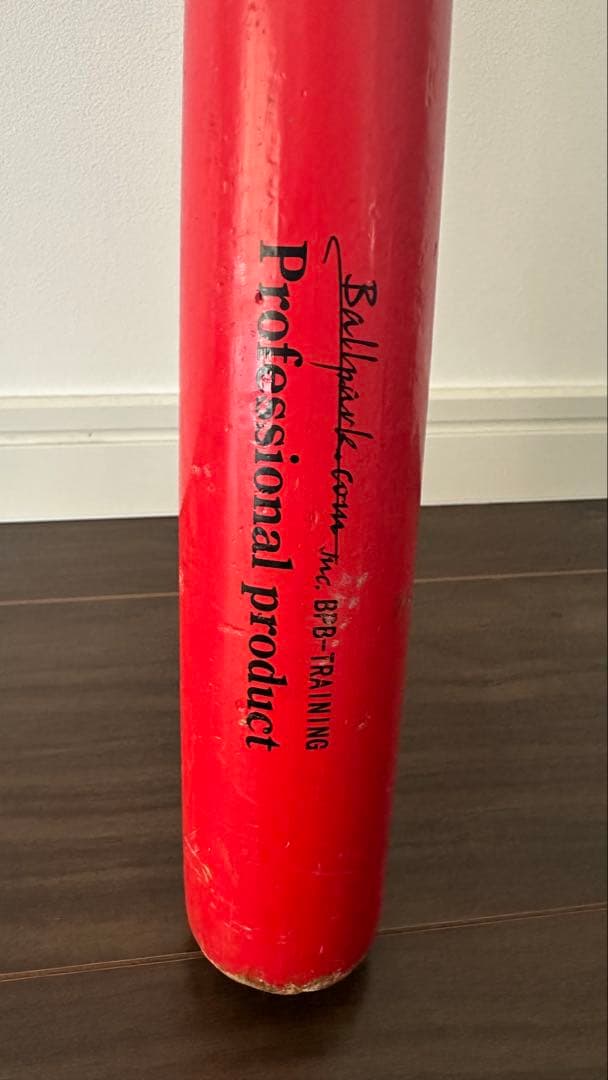 Ballpark.com Inc. BPB-TRAINING
Professional product